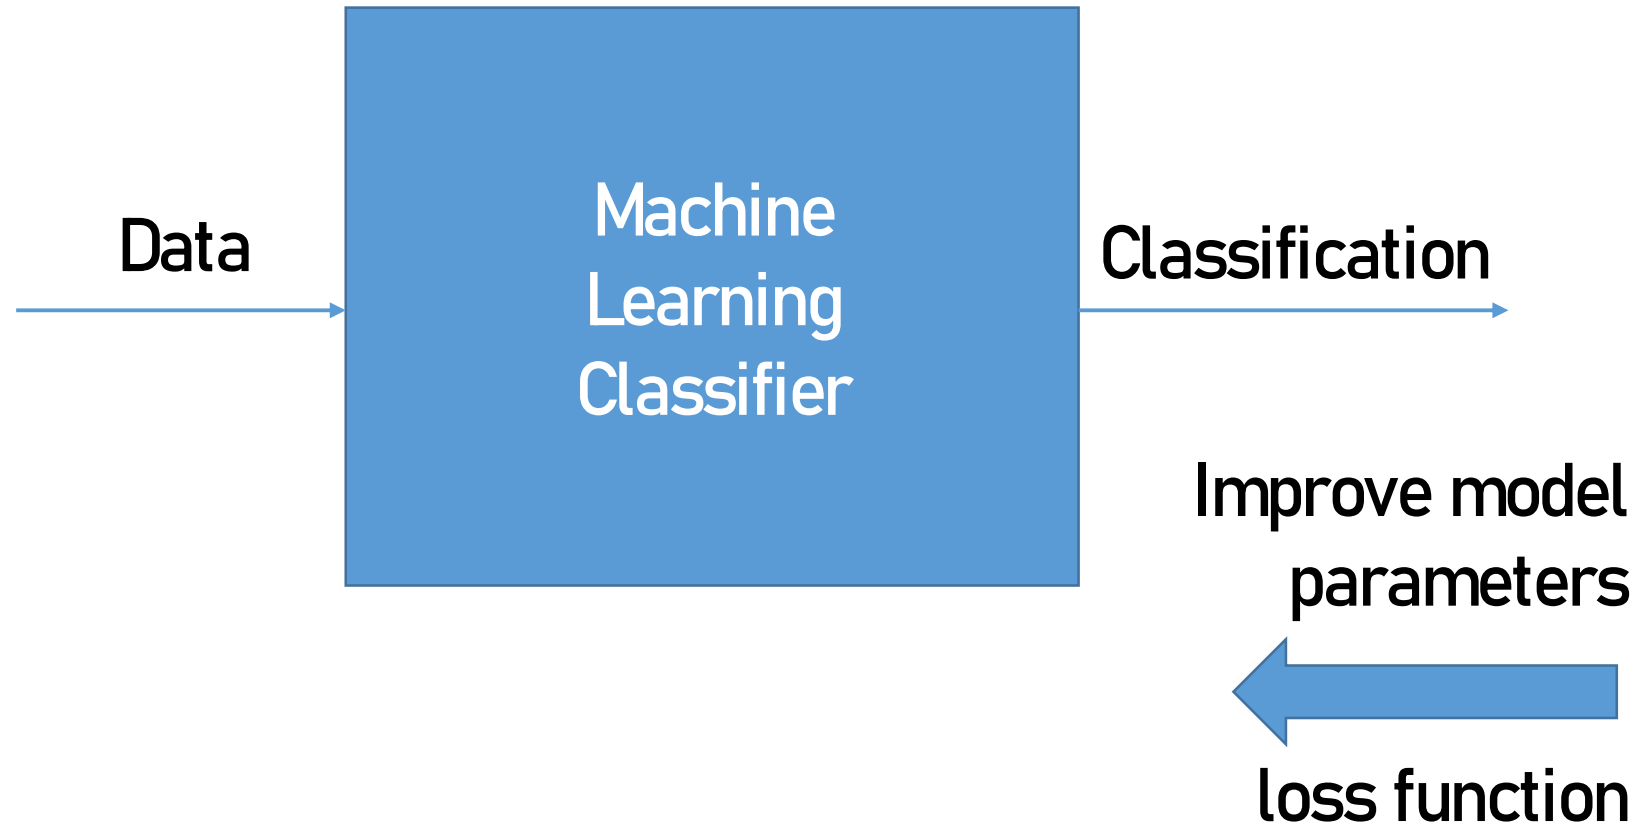 Data
Machine
Learning
Classifier
Classification
Improve model
parameters
loss function